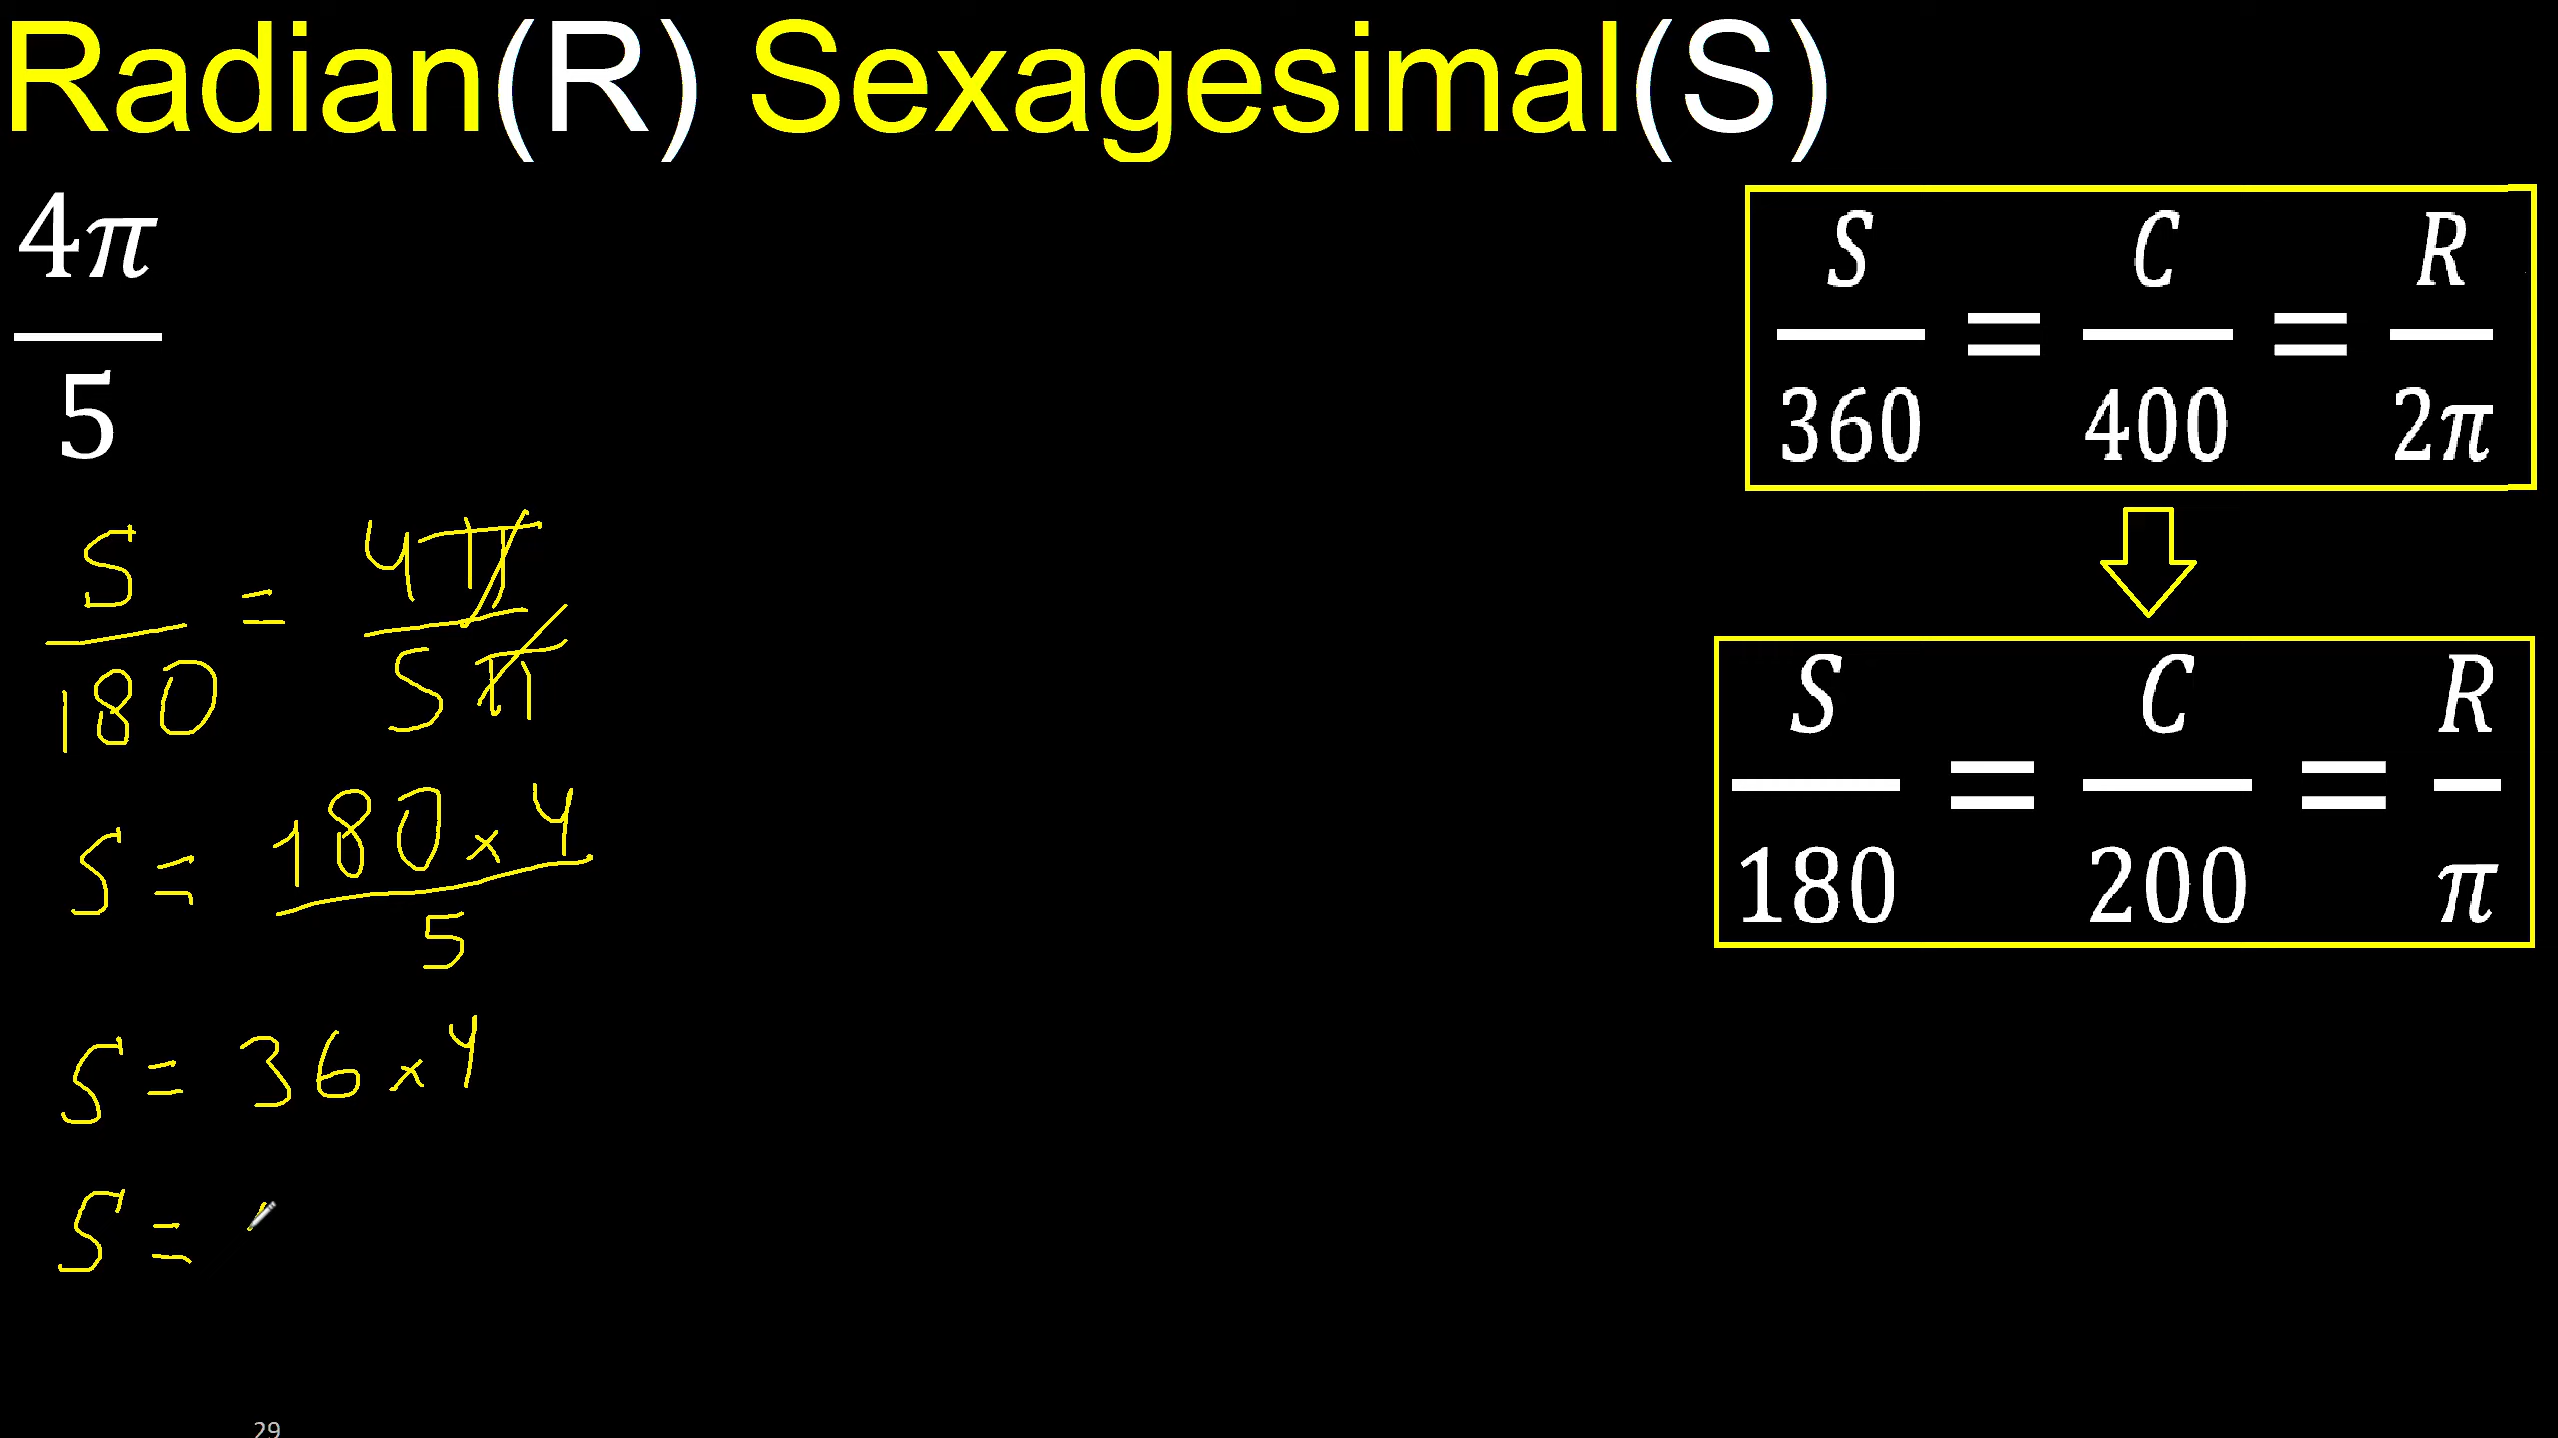 Radian(R) Sexagesimal(S)
4π
5
S/180 = 4π/5π
S = 180 x 4/5
S = 36 x 4
S =
S/360 = C/400 = R/2π
S/180 = C/200 = R/π
29